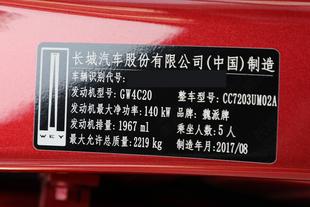 长城汽车股份有限公司(中国)制造
车辆识别代号:
发动机型号: GW4C20 整车型号: CC7203UM02A
发动机最大净功率: 140 kW 品牌: 魏派牌
发动机排量: 1967 ml 乘坐人数: 5 人
最大允许总质量: 2219 kg 制造年月: 2017/08
WEY